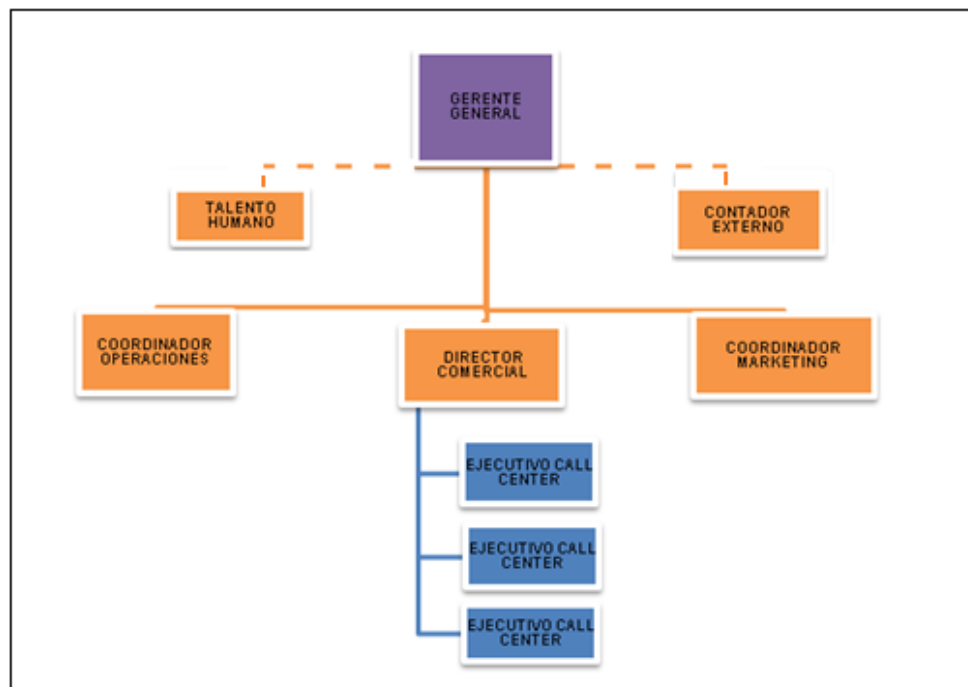 GERENTE
GENERAL
TALENTO
HUMANO
CONTADOR
EXTERNO
COORDINADOR
OPERACIONES
DIRECTOR
COMERCIAL
COORDINADOR
MARKETING
EJECUTIVO CALL
CENTER
EJECUTIVO CALL
CENTER
EJECUTIVO CALL
CENTER